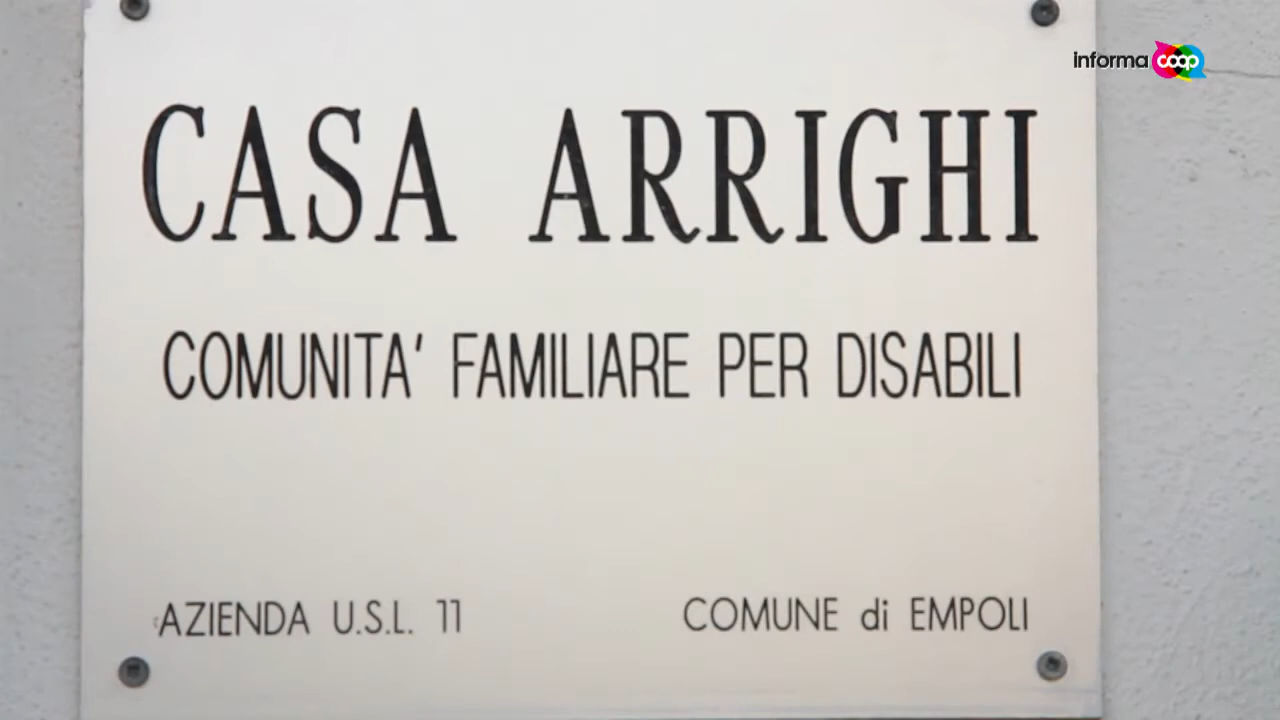 informa coop
CASA ARRIGHI
COMUNITA' FAMILIARE PER DISABILI
AZIENDA U.S.L. 11 COMUNE di EMPOLI